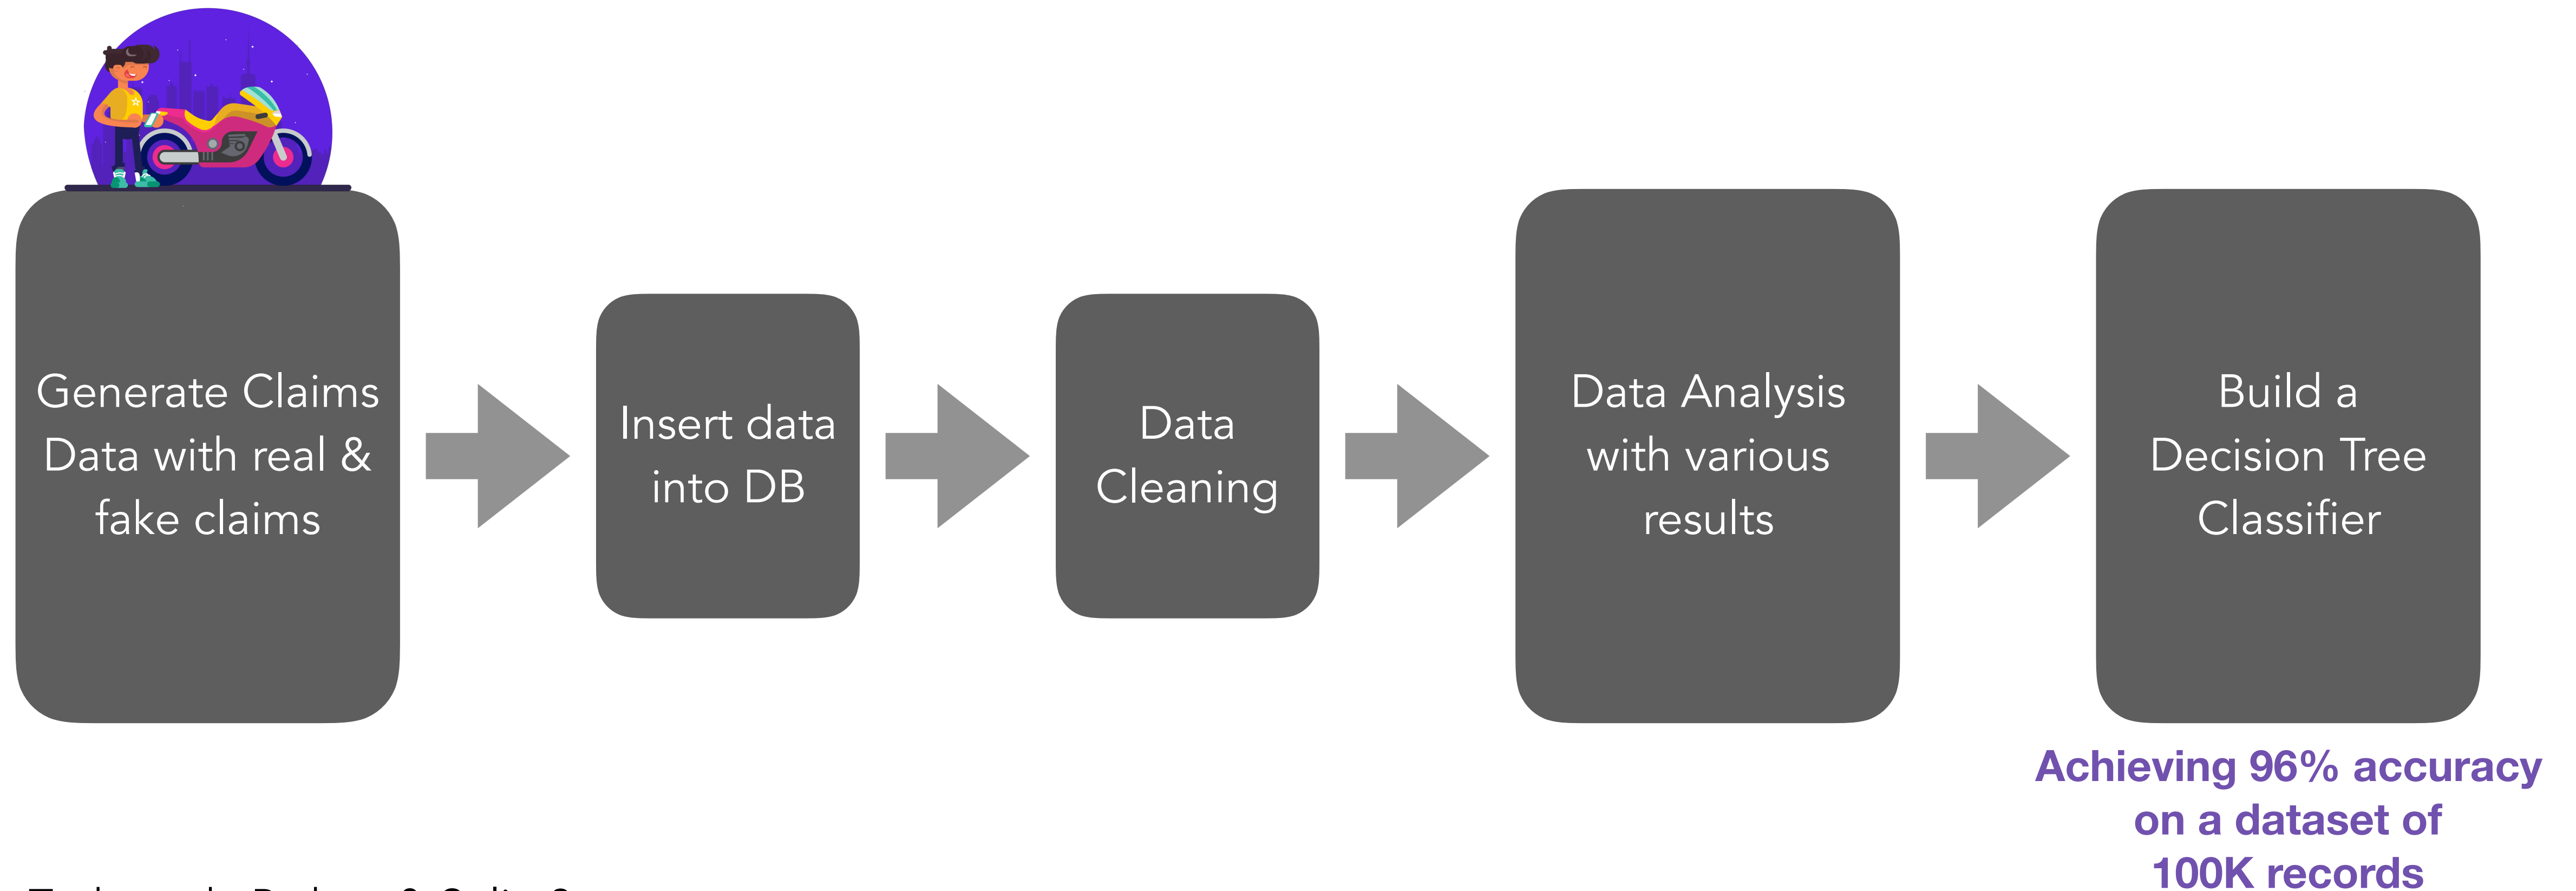 Generate Claims
Data with real &
fake claims
Insert data
into DB
Data
Cleaning
Data Analysis
with various
results
Build a
Decision Tree
Classifier
Achieving 96% accuracy
on a dataset of
100K records